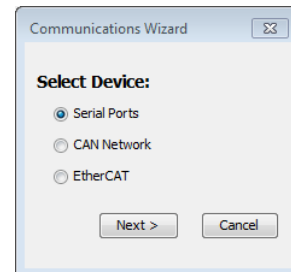 Communications Wizard
Select Device:
Serial Ports
CAN Network
EtherCAT
Next >
Cancel